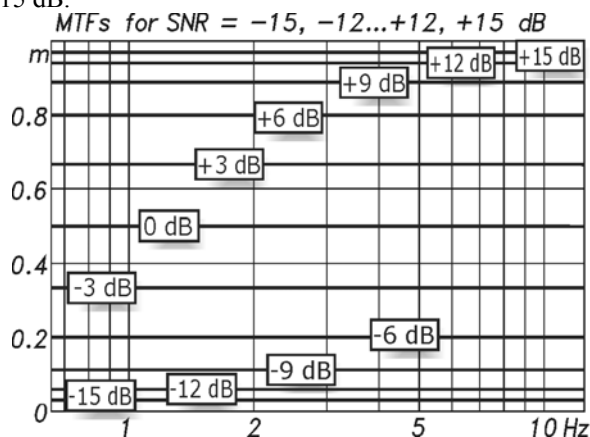 15 dB.
MTFs for SNR = −15, −12...+12, +15 dB
m
+15 dB
+12 dB
+9 dB
0.8
+6 dB
+3 dB
0.6
0 dB
0.4
-3 dB
-6 dB
0.2
-9 dB
-12 dB
-15 dB
0
1 2 5 10 Hz